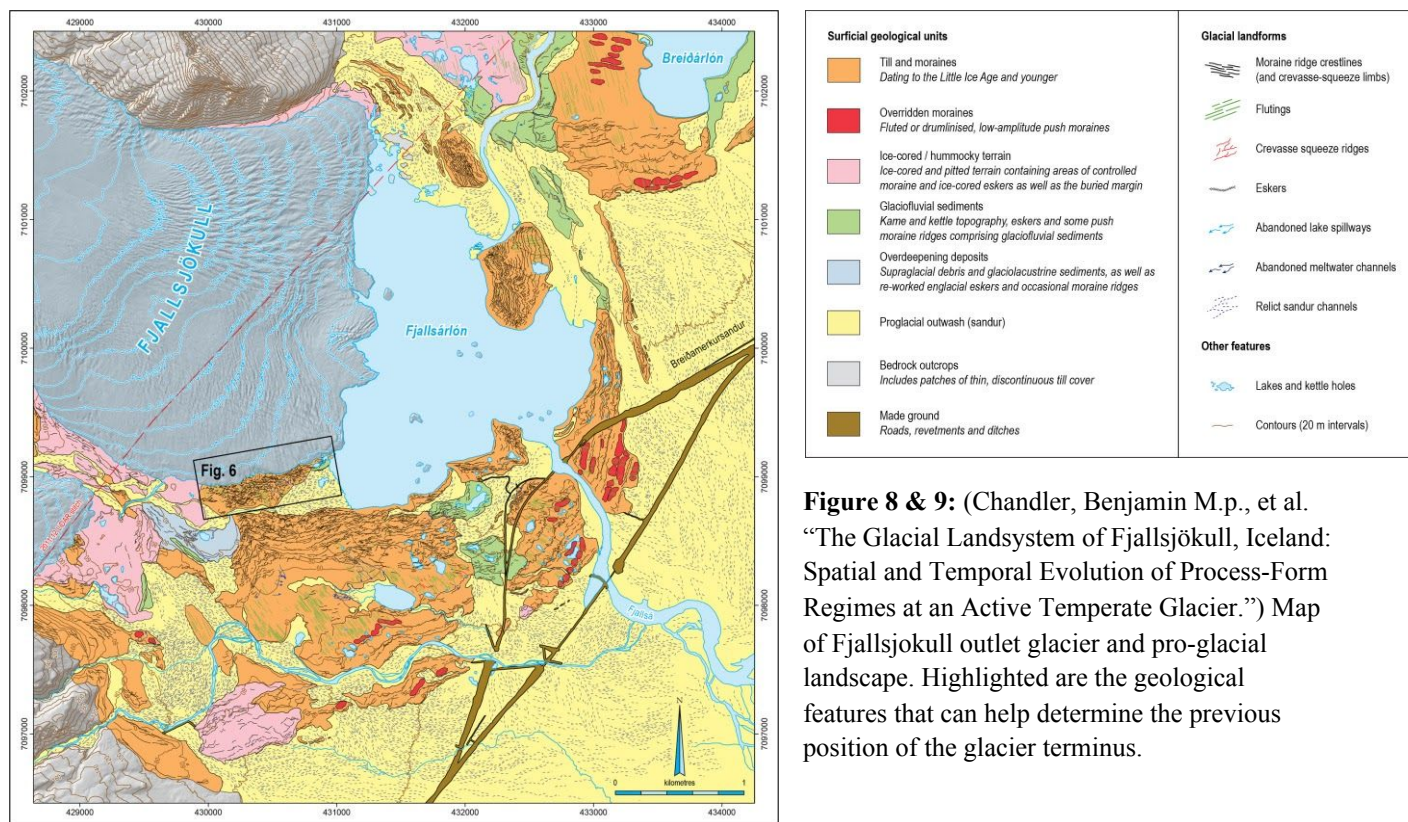 429000 430000 431000 432000 433000 434000
7102000
7101000
7100000
7099000
7098000
7097000
Breiðárlón
FJALLSJÖKULL
Fjallsárlón
Breiðamerkursandur
Fig. 6
Fjallsá
N
kilometres
0 1
429000 430000 431000 432000 433000 434000
Surficial geological units
Till and moraines
Dating to the Little Ice Age and younger
Overridden moraines
Fluted or drumlinised, low-amplitude push moraines
Ice-cored / hummocky terrain
Ice-cored and pitted terrain containing areas of controlled
moraine and ice-cored eskers as well as the buried margin
Glaciofluvial sediments
Kame and kettle topography, eskers and some push
moraine ridges comprising glaciofluvial sediments
Overdeepening deposits
Supraglacial debris and glaciolacustrine sediments, as well as
re-worked englacial eskers and occasional moraine ridges
Proglacial outwash (sandur)
Bedrock outcrops
Includes patches of thin, discontinuous till cover
Made ground
Roads, revetments and ditches
Glacial landforms
Moraine ridge crestlines
(and crevasse-squeeze limbs)
Flutings
Crevasse squeeze ridges
Eskers
Abandoned lake spillways
Abandoned meltwater channels
Relict sandur channels
Other features
Lakes and kettle holes
Contours (20 m intervals)
Figure 8 & 9: (Chandler, Benjamin M.p., et al.
“The Glacial Landsystem of Fjallsjökull, Iceland:
Spatial and Temporal Evolution of Process-Form
Regimes at an Active Temperate Glacier.”) Map
of Fjallsjokull outlet glacier and pro-glacial
landscape. Highlighted are the geological
features that can help determine the previous
position of the glacier terminus.